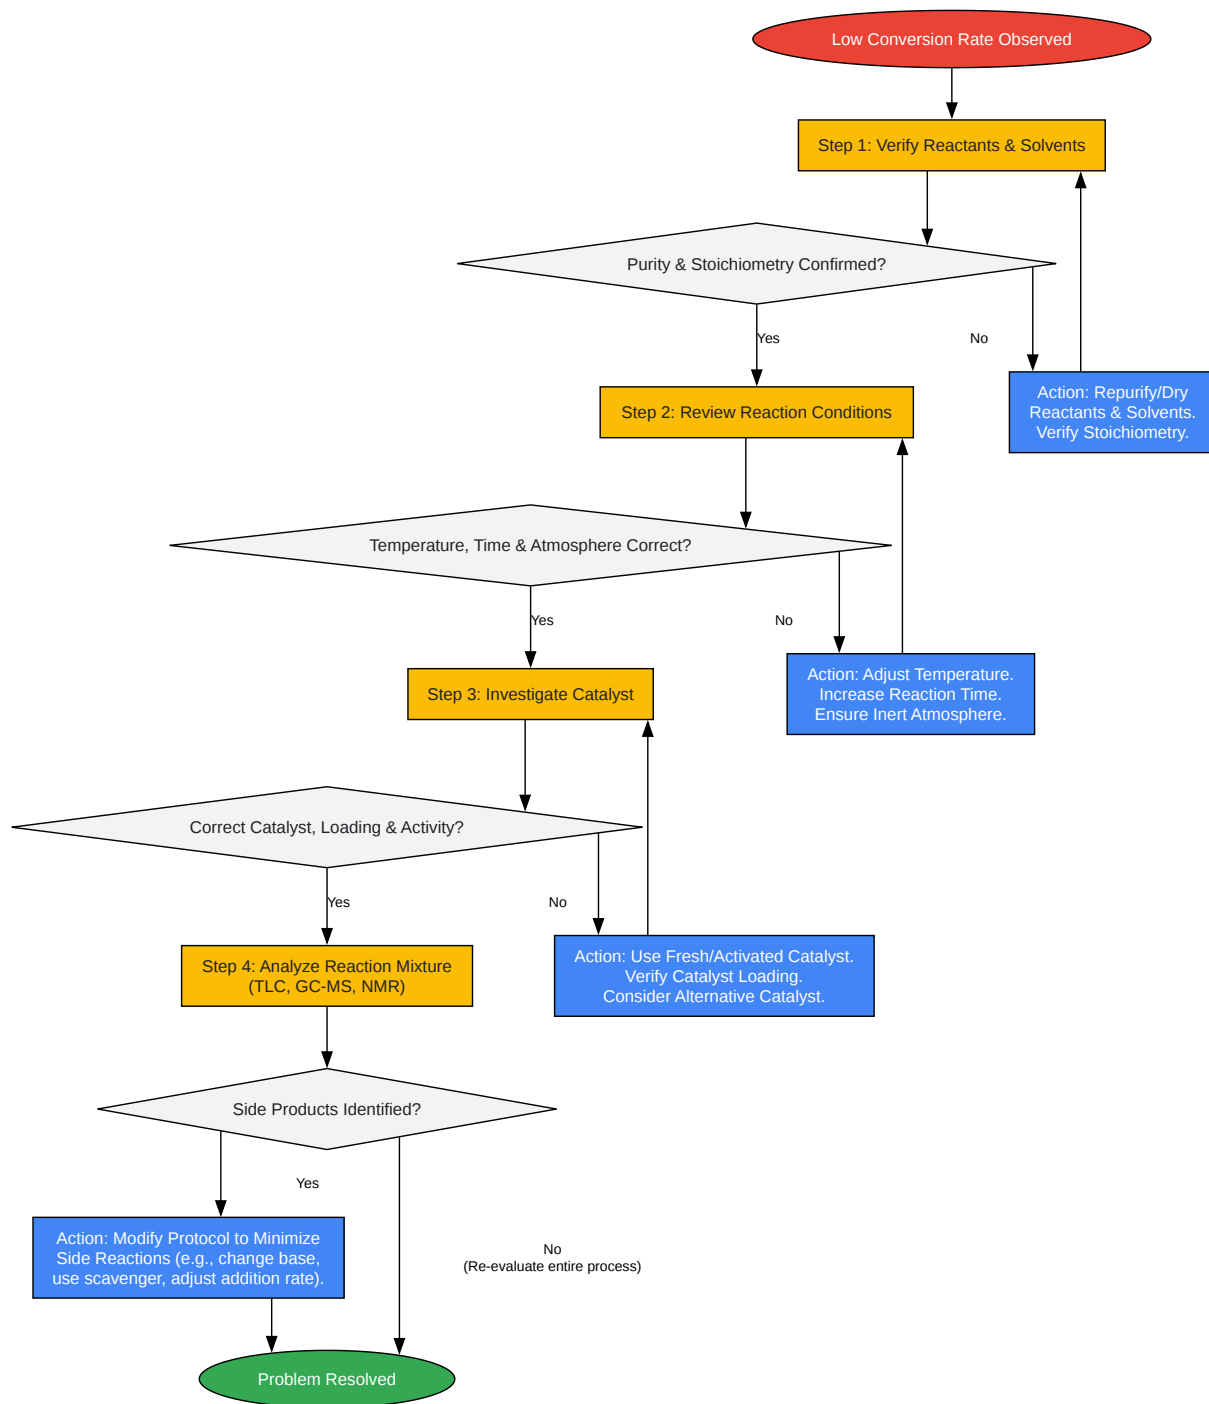 Low Conversion Rate Observed
Step 1: Verify Reactants & Solvents
Purity & Stoichiometry Confirmed?
Yes
No
Action: Repurify/Dry
Reactants & Solvents.
Verify Stoichiometry.
Step 2: Review Reaction Conditions
Temperature, Time & Atmosphere Correct?
Yes
No
Action: Adjust Temperature.
Increase Reaction Time.
Ensure Inert Atmosphere.
Step 3: Investigate Catalyst
Correct Catalyst, Loading & Activity?
Yes
No
Action: Use Fresh/Activated Catalyst.
Verify Catalyst Loading.
Consider Alternative Catalyst.
Step 4: Analyze Reaction Mixture
(TLC, GC-MS, NMR)
Side Products Identified?
Yes
No
(Re-evaluate entire process)
Action: Modify Protocol to Minimize
Side Reactions (e.g., change base,
use scavenger, adjust addition rate).
Problem Resolved